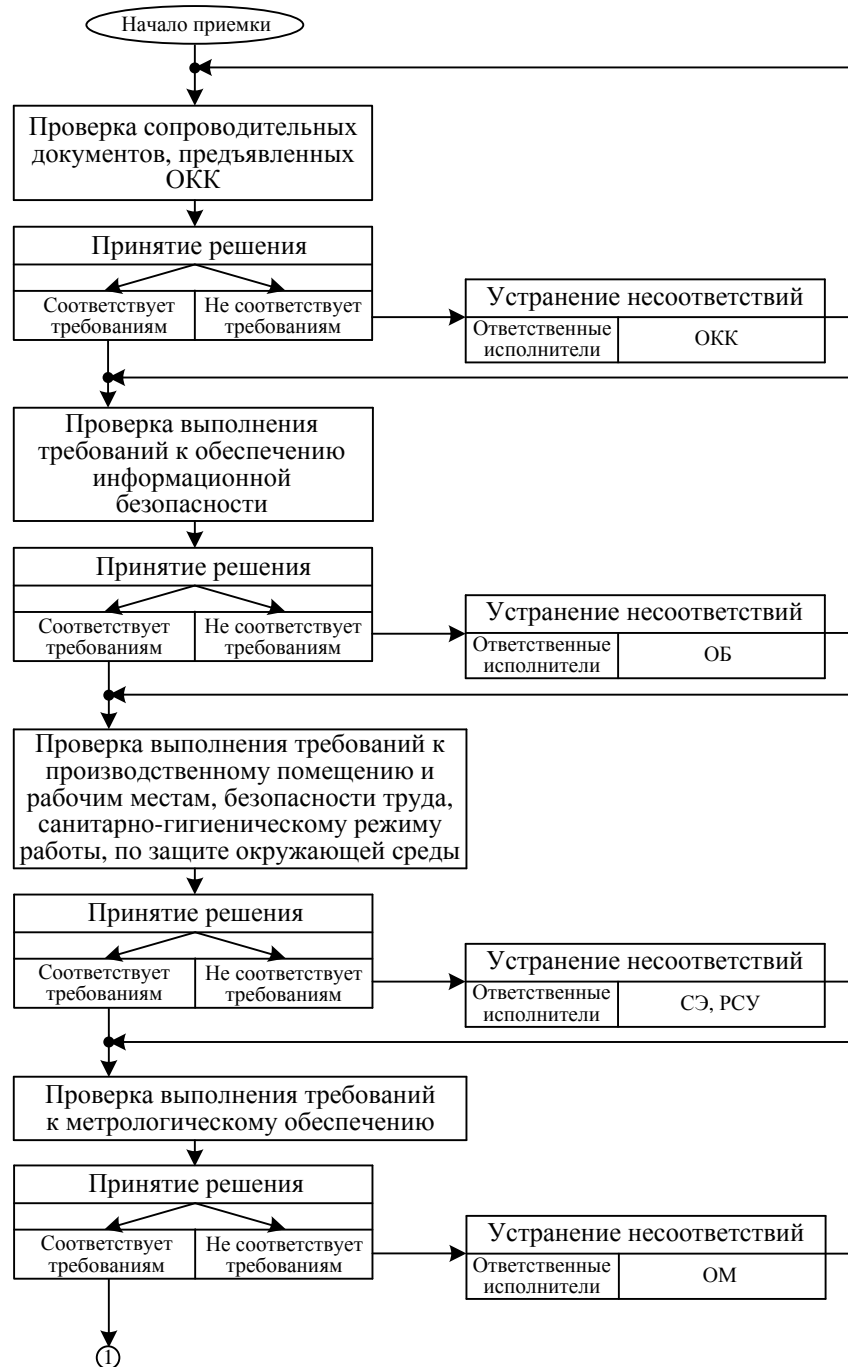 Начало приемки
Проверка сопроводительных
документов, предъявленных
ОКК
Принятие решения
Соответствует
требованиям
Не соответствует
требованиям
Устранение несоответствий
Ответственные
исполнители
ОКК
Проверка выполнения
требований к обеспечению
информационной
безопасности
Принятие решения
Соответствует
требованиям
Не соответствует
требованиям
Устранение несоответствий
Ответственные
исполнители
ОБ
Проверка выполнения требований к
производственному помещению и
рабочим местам, безопасности труда,
санитарно-гигиеническому режиму
работы, по защите окружающей среды
Принятие решения
Соответствует
требованиям
Не соответствует
требованиям
Устранение несоответствий
Ответственные
исполнители
СЭ, РСУ
Проверка выполнения требований
к метрологическому обеспечению
Принятие решения
Соответствует
требованиям
Не соответствует
требованиям
Устранение несоответствий
Ответственные
исполнители
ОМ
1